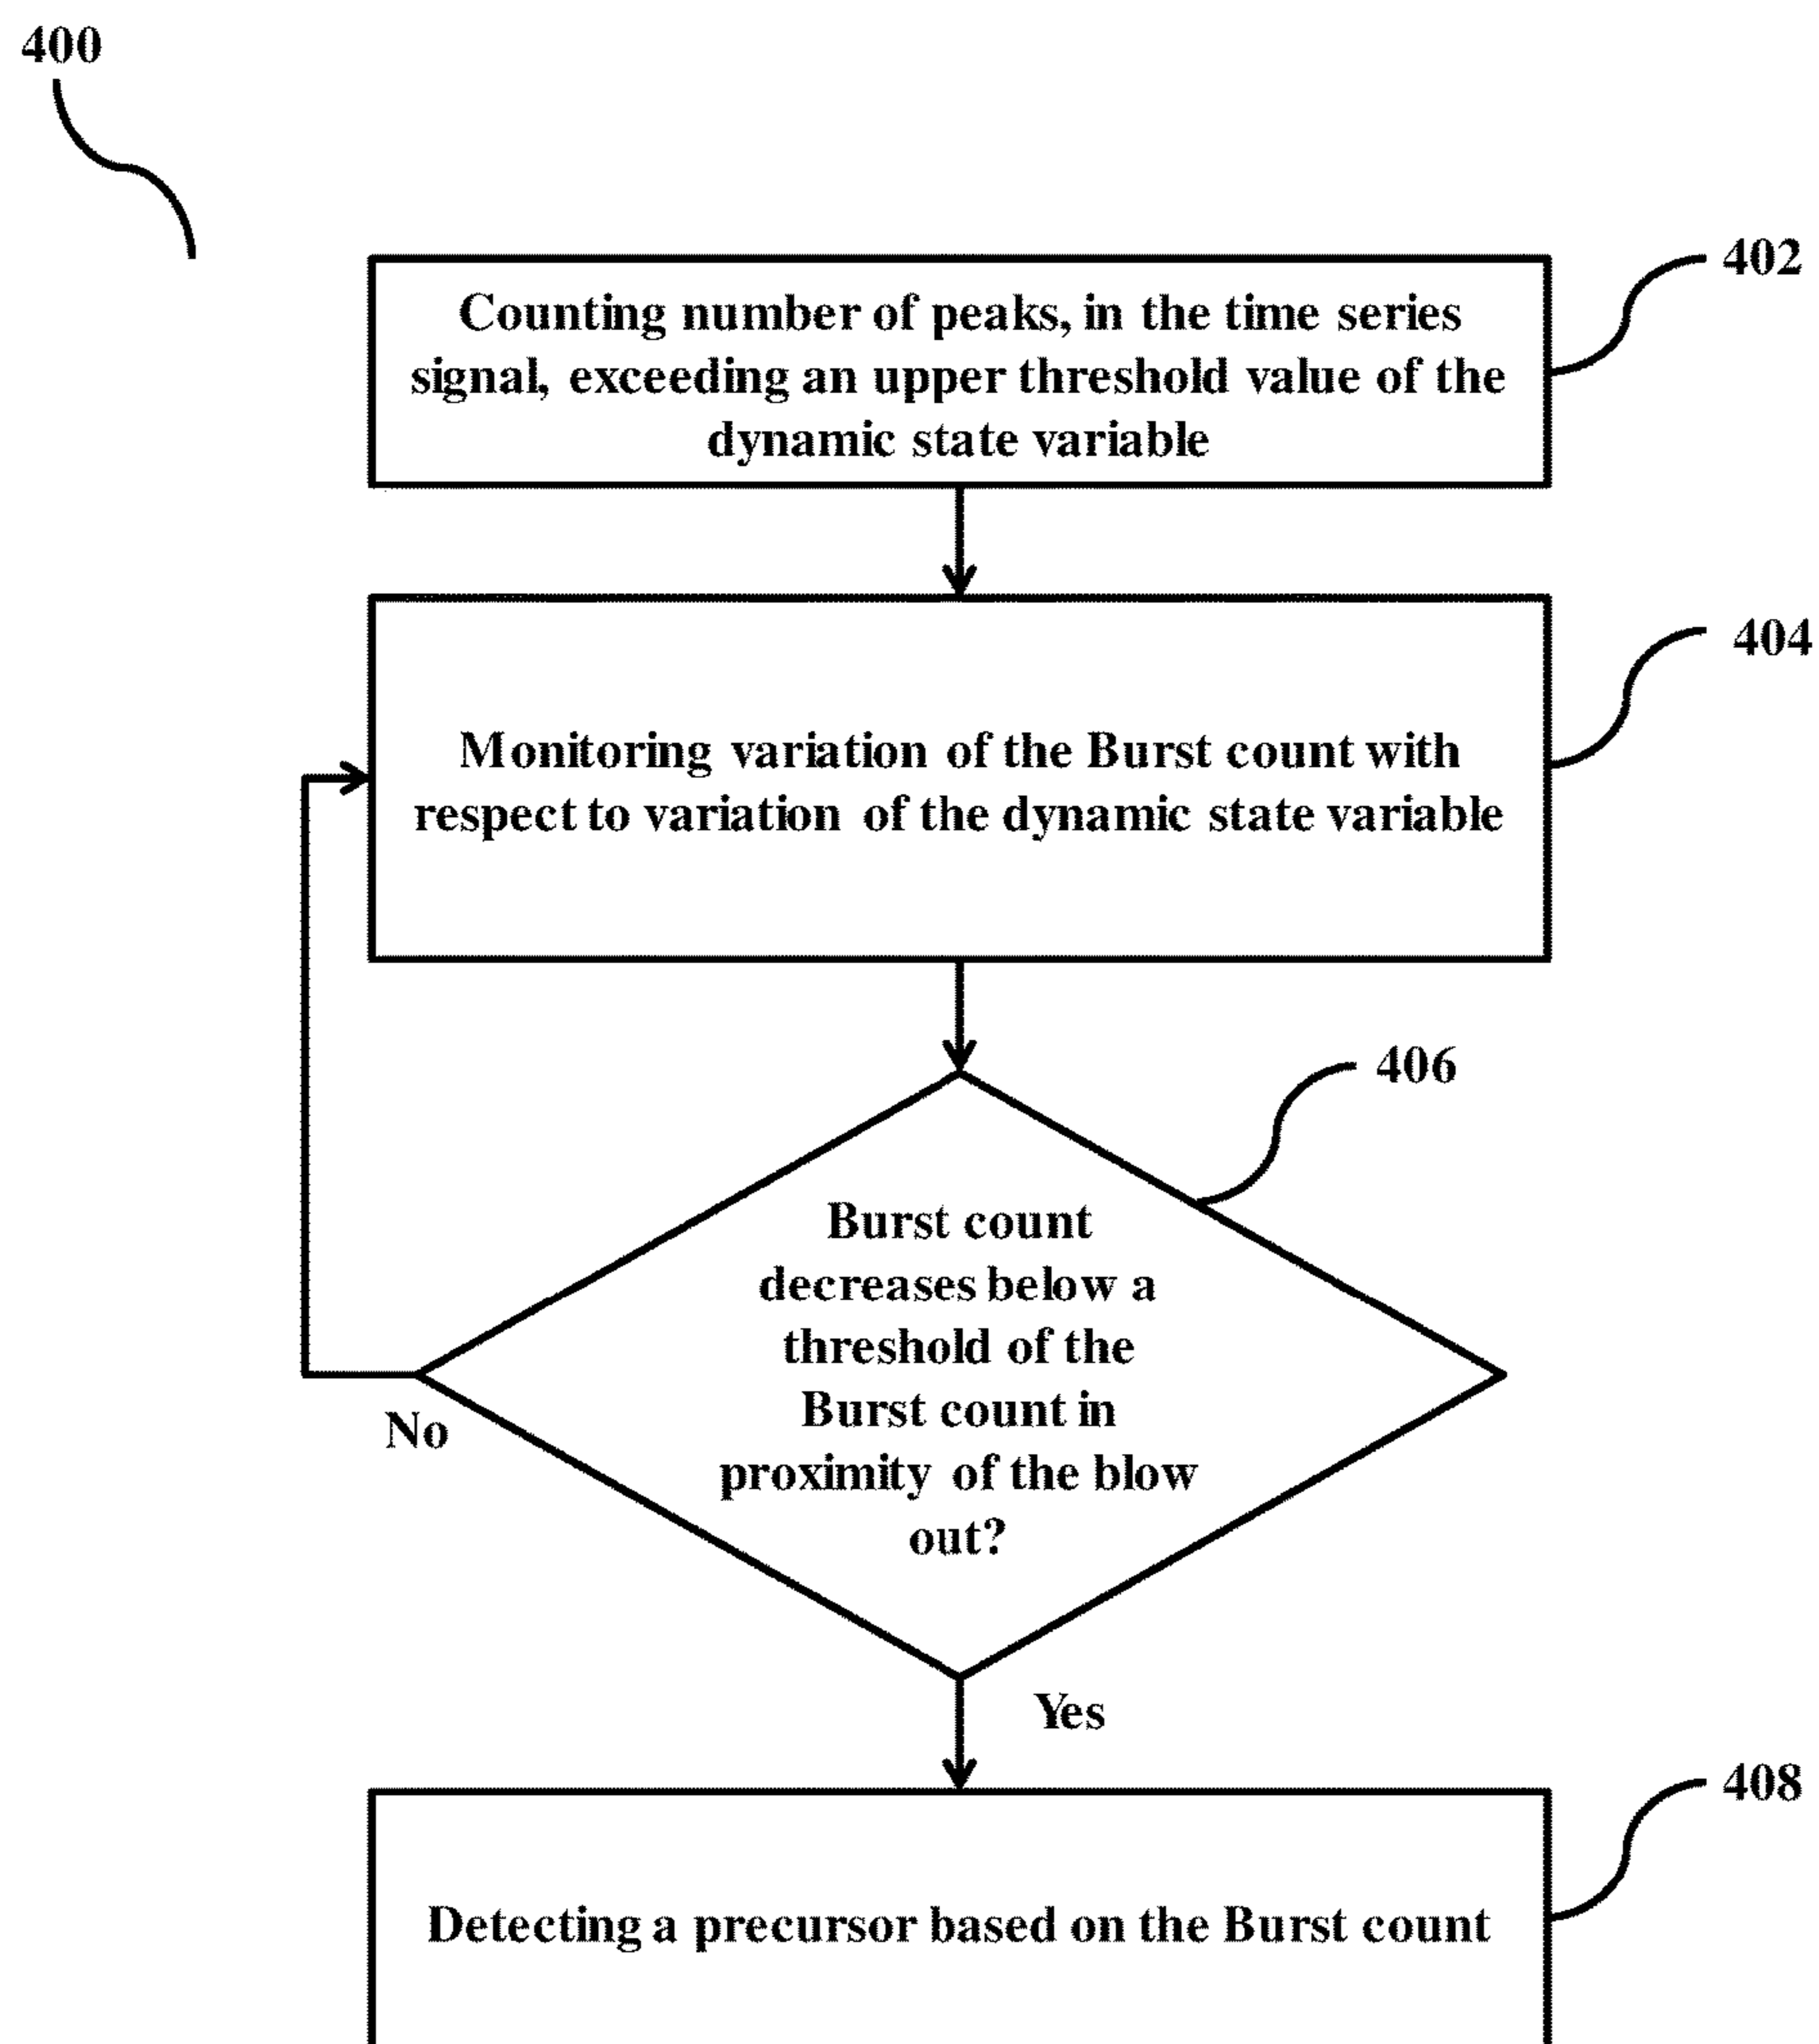 400
402
Counting number of peaks, in the time series
signal, exceeding an upper threshold value of the
dynamic state variable
404
Monitoring variation of the Burst count with
respect to variation of the dynamic state variable
406
Burst count
decreases below a
threshold of the
Burst count in
proximity of the blow
out?
No
Yes
408
Detecting a precursor based on the Burst count